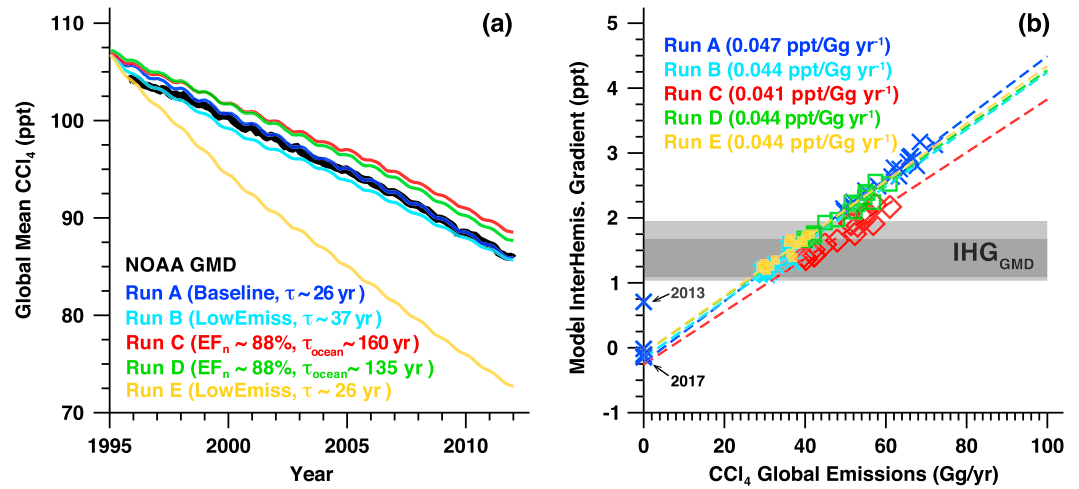 (a)
110
100
90
80
70
Global Mean CCl₄ (ppt)
NOAA GMD
Run A (Baseline, τ ~ 26 yr)
Run B (LowEmiss, τ ~ 37 yr)
Run C (EFₙ ~ 88%, τocean ~ 160 yr)
Run D (EFₙ ~ 88%, τocean ~ 135 yr)
Run E (LowEmiss, τ ~ 26 yr)
1995 2000 2005 2010
Year
(b)
5
4
3
2
1
0
-1
Model InterHemis. Gradient (ppt)
Run A (0.047 ppt/Gg yr⁻¹)
Run B (0.044 ppt/Gg yr⁻¹)
Run C (0.041 ppt/Gg yr⁻¹)
Run D (0.044 ppt/Gg yr⁻¹)
Run E (0.044 ppt/Gg yr⁻¹)
IHG GMD
2013
2017
0 20 40 60 80 100
CCl₄ Global Emissions (Gg/yr)